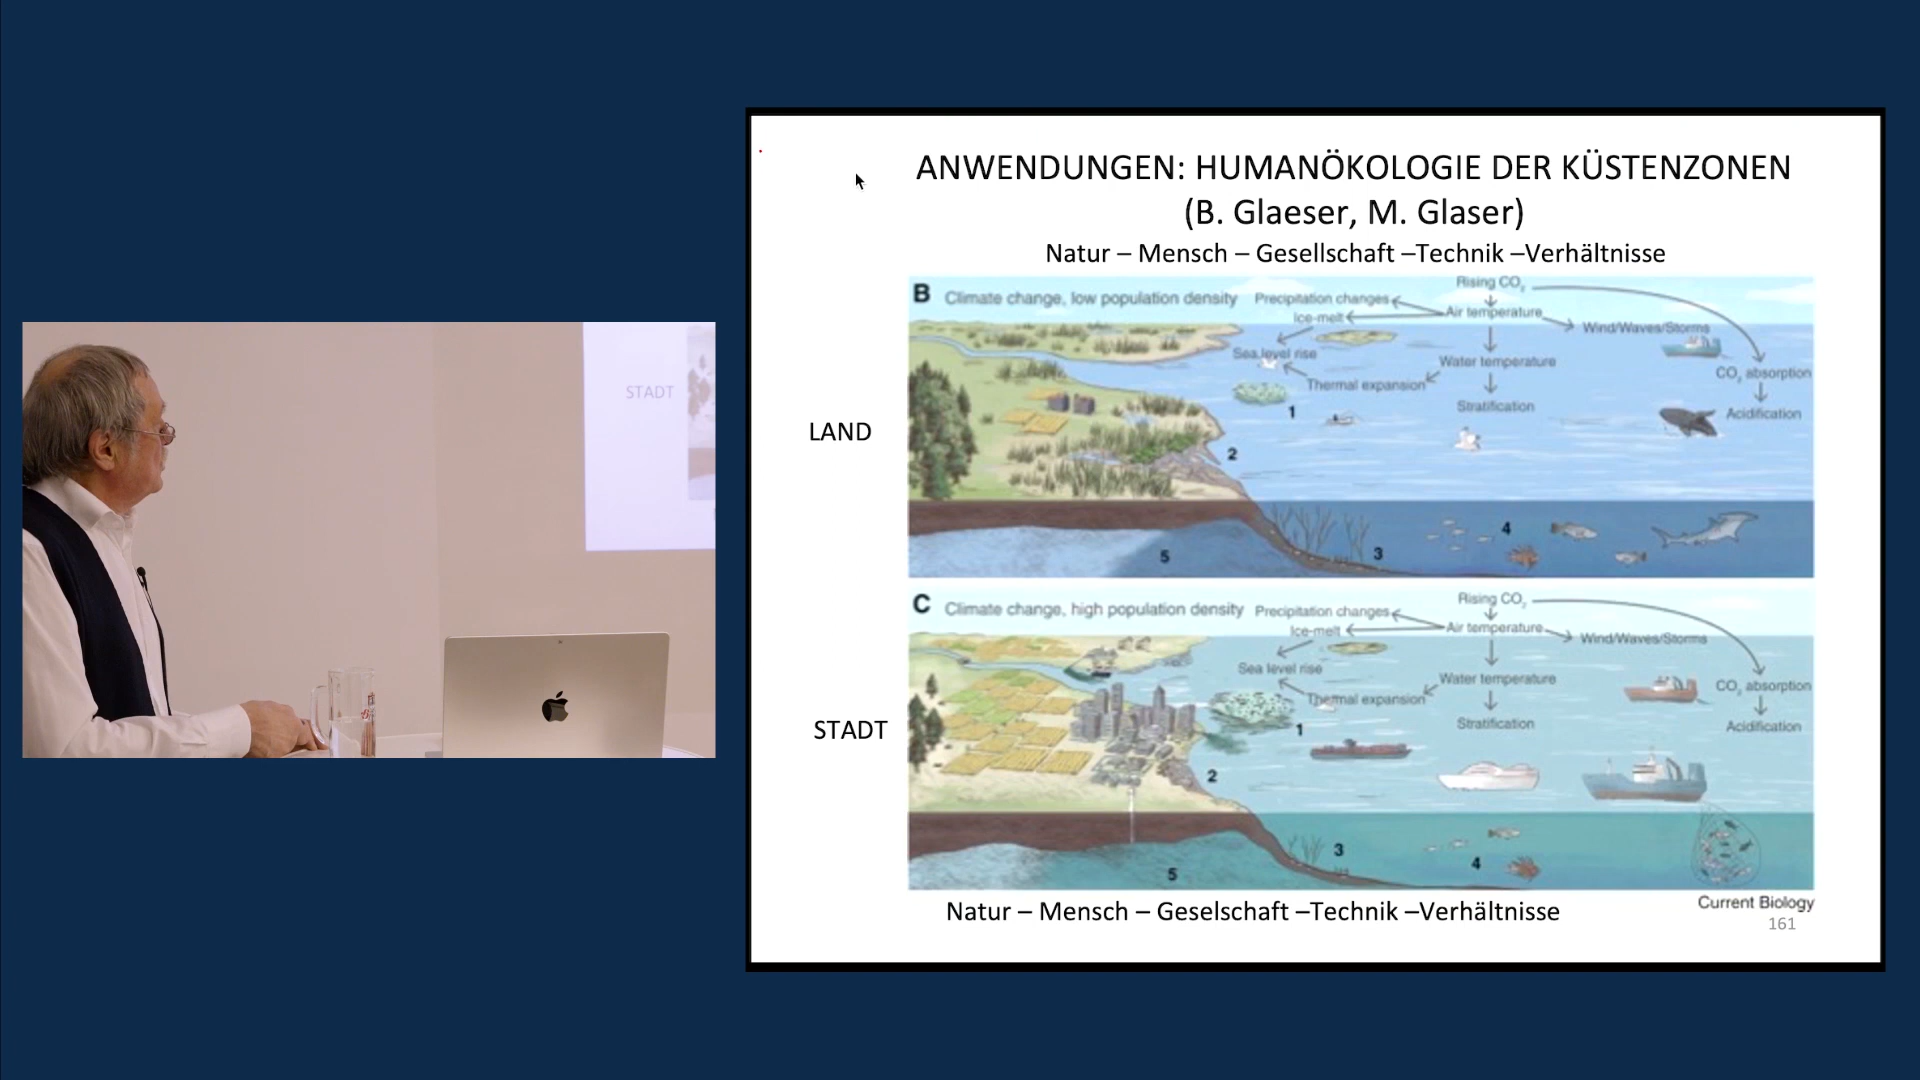 STADT
ANWENDUNGEN: HUMANÖKOLOGIE DER KÜSTENZONEN
(B. Glaeser, M. Glaser)
Natur – Mensch – Gesellschaft –Technik –Verhältnisse
LAND
B Climate change, low population density
Rising CO2
Precipitation changes
Air temperature
Ice-melt
Wind/Waves/Storms
Sea level rise
Water temperature
CO2 absorption
Thermal expansion
Stratification
Acidification
1
2
3
4
5
STADT
C Climate change, high population density
Rising CO2
Precipitation changes
Air temperature
Ice-melt
Wind/Waves/Storms
Sea level rise
Water temperature
CO2 absorption
Thermal expansion
Stratification
Acidification
1
2
3
4
5
Current Biology
Natur – Mensch – Geselschaft –Technik –Verhältnisse
161